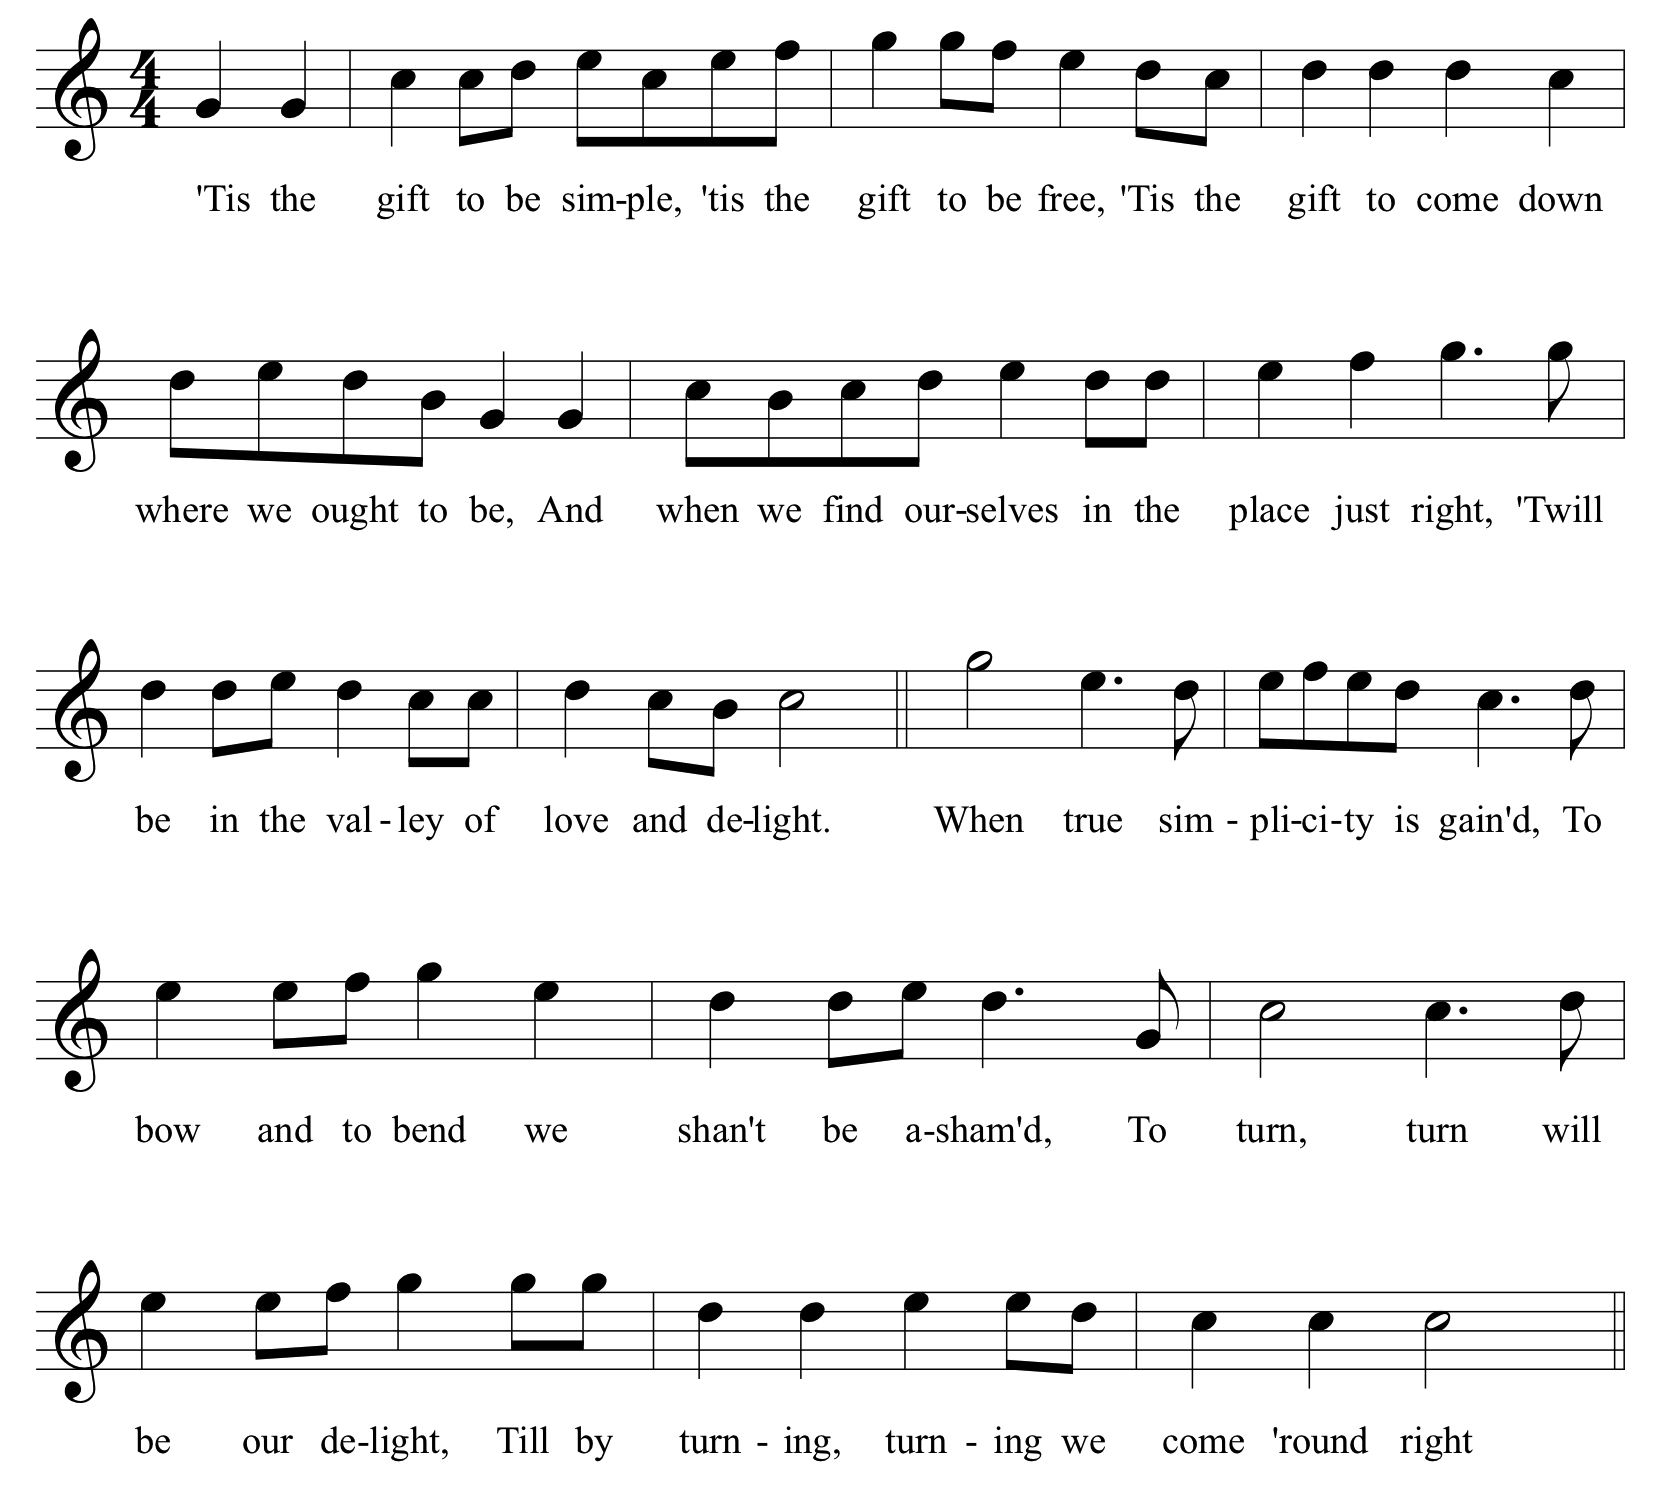 4
4
'Tis the gift to be sim-ple, 'tis the gift to be free, 'Tis the gift to come down
where we ought to be, And when we find our-selves in the place just right, 'Twill
be in the val - ley of love and de-light. When true sim - pli-ci-ty is gain'd, To
bow and to bend we shan't be a-sham'd, To turn, turn will
be our de-light, Till by turn - ing, turn - ing we come 'round right